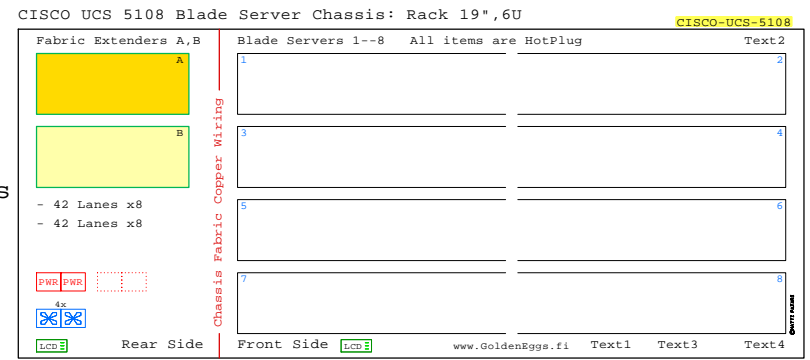 CISCO UCS 5108 Blade Server Chassis: Rack 19",6U
CISCO-UCS-5108
Fabric Extenders A,B
Blade Servers 1--8 All items are HotPlug Text2
A
1 2
B
3 4
Chassis Fabric Copper Wiring
- 42 Lanes x8
- 42 Lanes x8
5 6
7 8
PWR PWR
4x
LCD Rear Side
Front Side LCD www.GoldenEggs.fi Text1 Text3 Text4